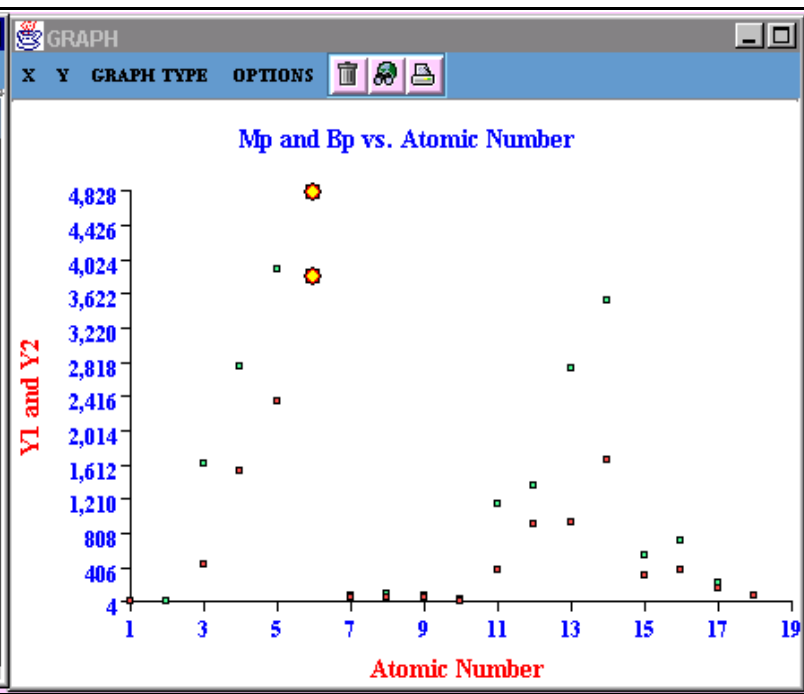 GRAPH
X Y GRAPH TYPE OPTIONS
Mp and Bp vs. Atomic Number
4,828
4,426
4,024
3,622
3,220
2,818
2,416
2,014
1,612
1,210
808
406
4
Y1 and Y2
1 3 5 7 9 11 13 15 17 19
Atomic Number